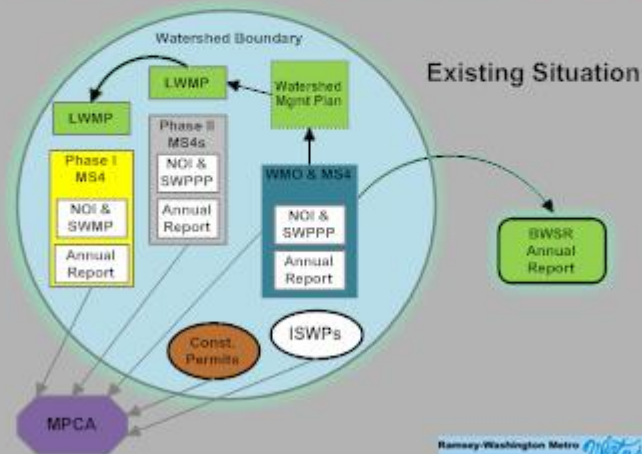 Watershed Boundary
Existing Situation
LWMP
Watershed
Mgmt Plan
LWMP
Phase II
MS4s
Phase I
MS4
WMO & MS4
NOI &
SWPPP
NOI &
SWMP
NOI &
SWPPP
Annual
Report
Annual
Report
Annual
Report
BWSR
Annual
Report
Const.
Permits
ISWPs
MPCA
Ramsey-Washington Metro